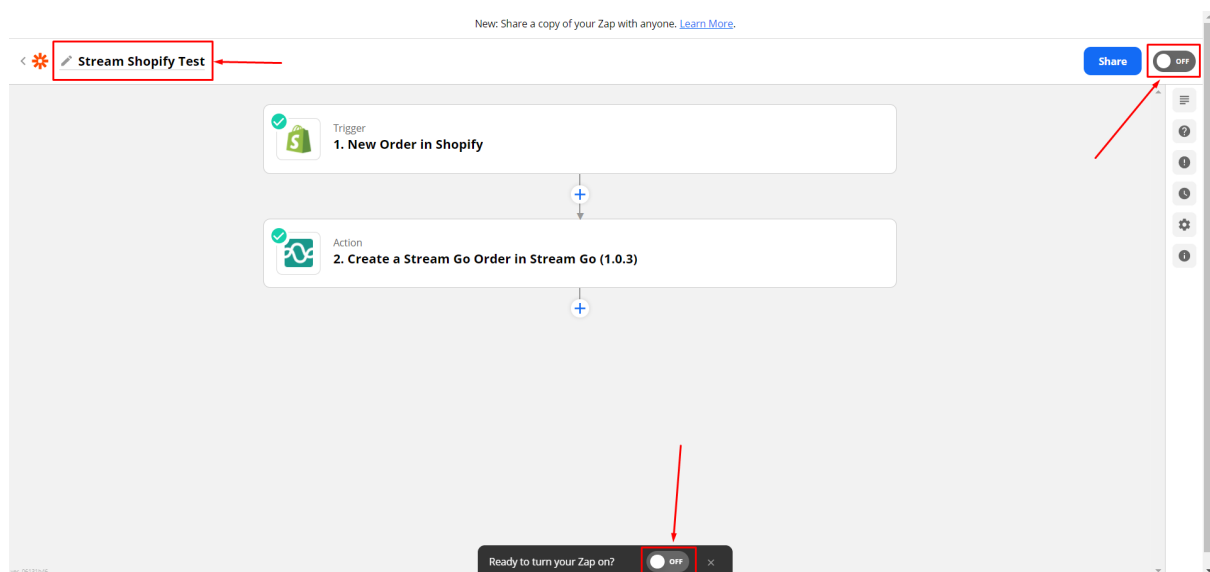 New: Share a copy of your Zap with anyone. Learn More.
Stream Shopify Test
Share
OFF
Trigger
1. New Order in Shopify
Action
2. Create a Stream Go Order in Stream Go (1.0.3)
Ready to turn your Zap on?
OFF